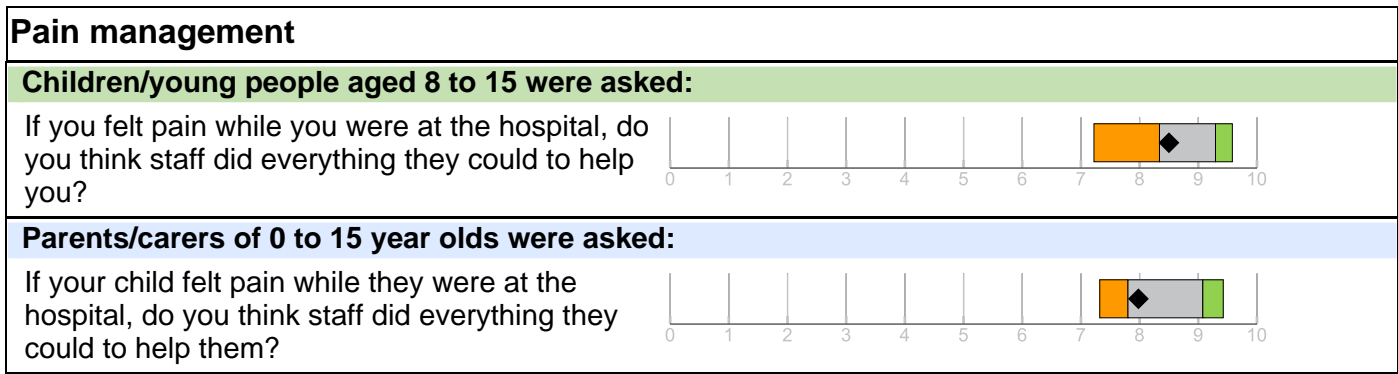 Pain management
Children/young people aged 8 to 15 were asked:
If you felt pain while you were at the hospital, do
you think staff did everything they could to help
you?
0 1 2 3 4 5 6 7 8 9 10
Parents/carers of 0 to 15 year olds were asked:
If your child felt pain while they were at the
hospital, do you think staff did everything they
could to help them?
0 1 2 3 4 5 6 7 8 9 10